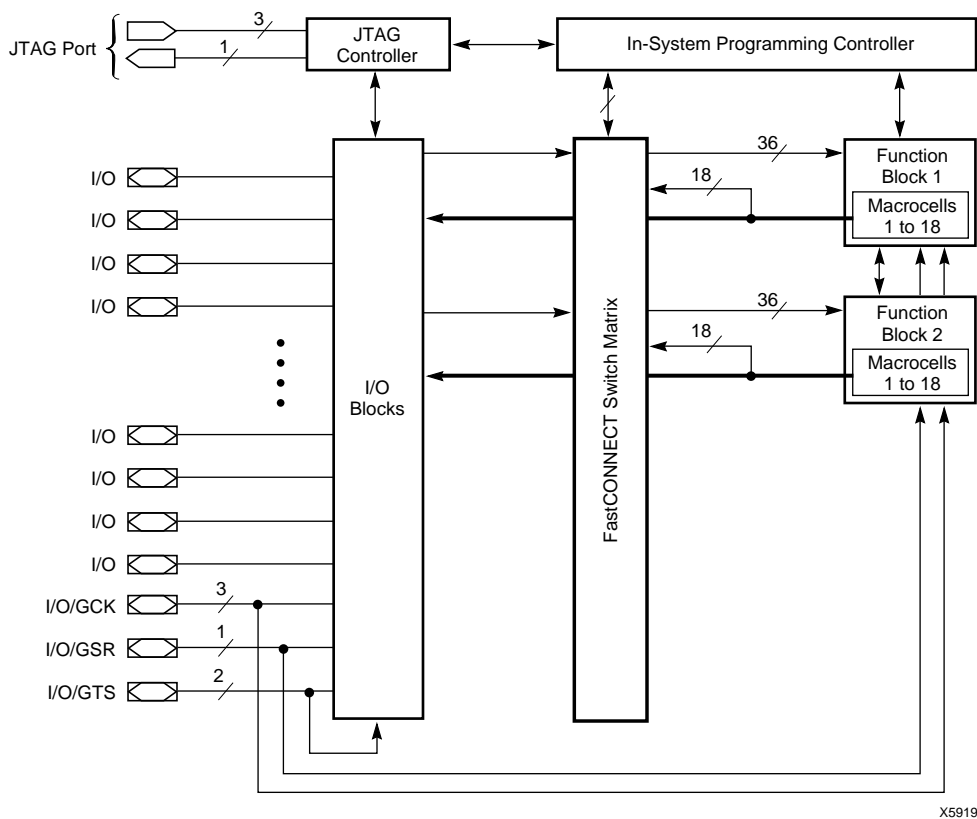 JTAG Port
3
1
JTAG
Controller
In-System Programming Controller
36
18
Function
Block 1
Macrocells
1 to 18
I/O
I/O
I/O
I/O
36
18
Function
Block 2
Macrocells
1 to 18
I/O
Blocks
FastCONNECT Switch Matrix
I/O
I/O
I/O
I/O
I/O/GCK
3
I/O/GSR
1
I/O/GTS
2
X5919